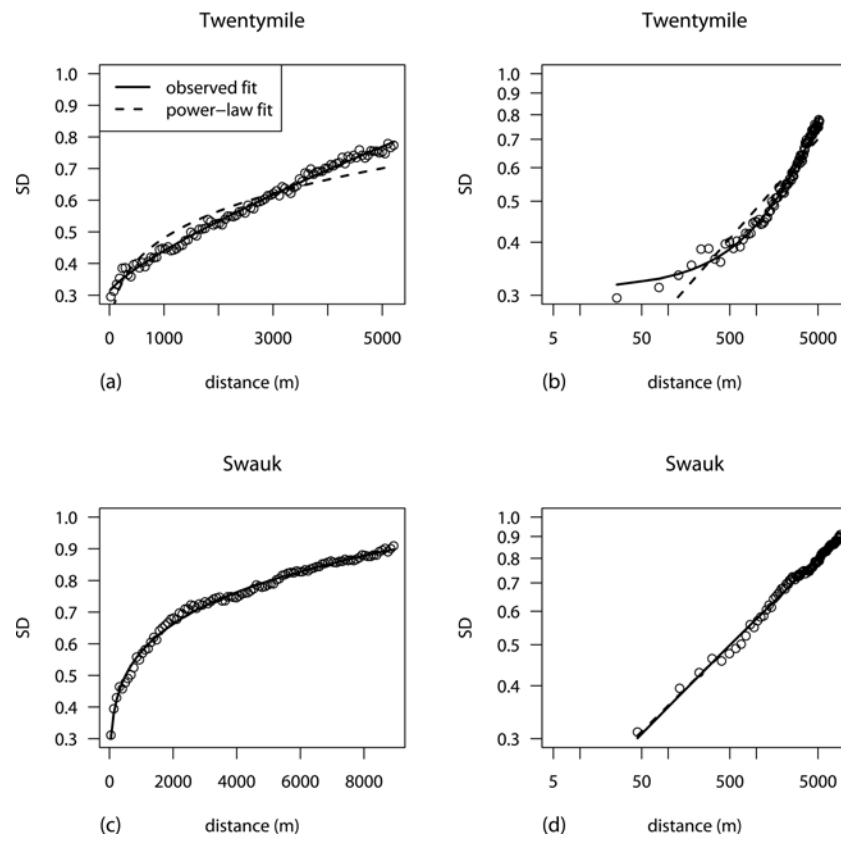 Twentymile
1.0
0.9
0.8
0.7
0.6
0.5
0.4
0.3
SD
observed fit
power–law fit
0 1000 3000 5000
(a) distance (m)
Twentymile
1.0
0.9
0.8
0.7
0.6
0.5
0.4
0.3
SD
5 50 500 5000
(b) distance (m)
Swauk
1.0
0.9
0.8
0.7
0.6
0.5
0.4
0.3
SD
0 2000 4000 6000 8000
(c) distance (m)
Swauk
1.0
0.9
0.8
0.7
0.6
0.5
0.4
0.3
SD
5 50 500 5000
(d) distance (m)